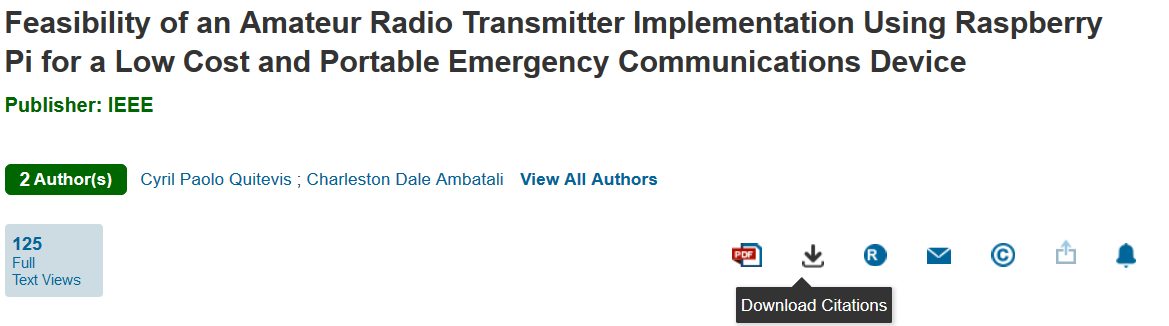 Feasibility of an Amateur Radio Transmitter Implementation Using Raspberry
Pi for a Low Cost and Portable Emergency Communications Device
Publisher: IEEE
2 Author(s) Cyril Paolo Quitevis ; Charleston Dale Ambatali View All Authors
125
Full
Text Views
PDF
R
©
Download Citations